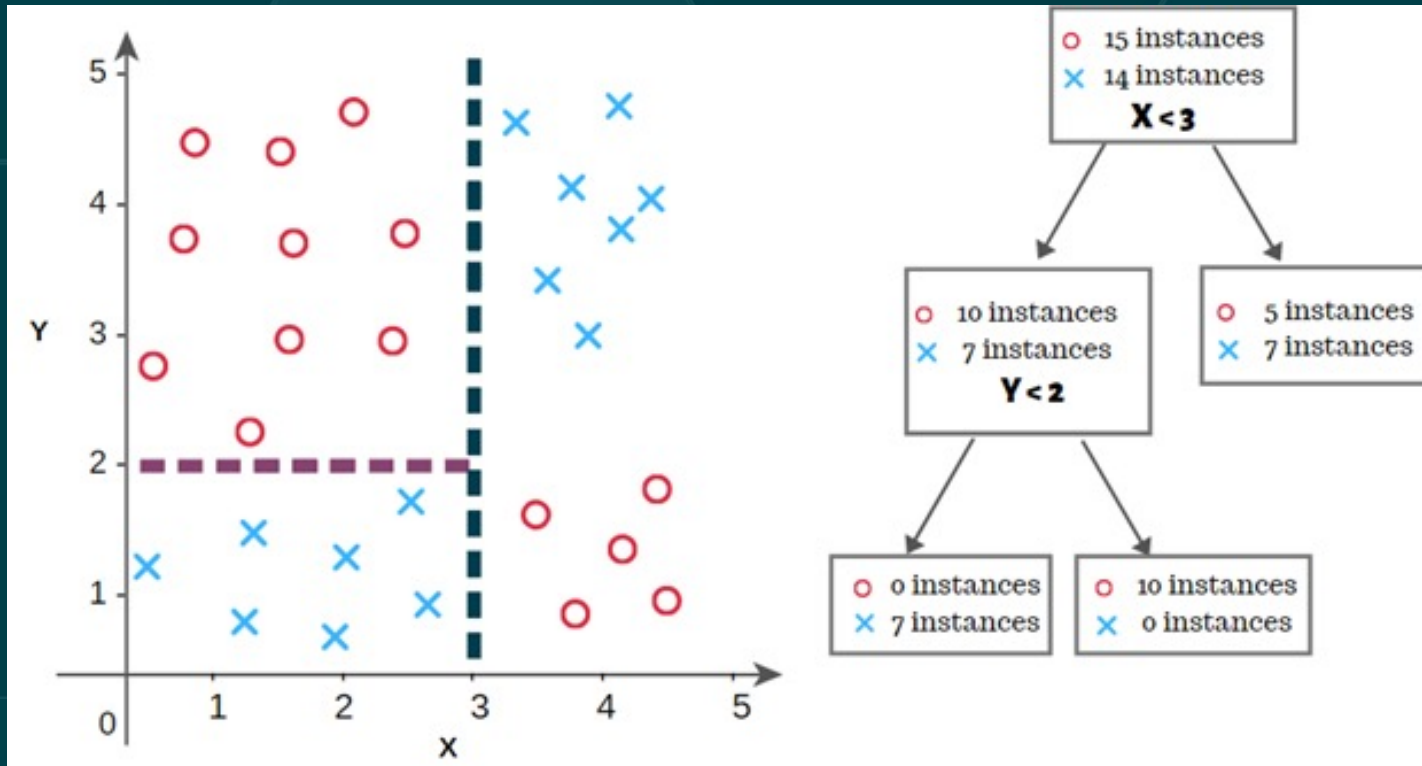 5
4
Y
3
2
1
0
1 2 3 4 5
X
15 instances
14 instances
X < 3
10 instances
7 instances
Y < 2
5 instances
7 instances
0 instances
7 instances
10 instances
0 instances